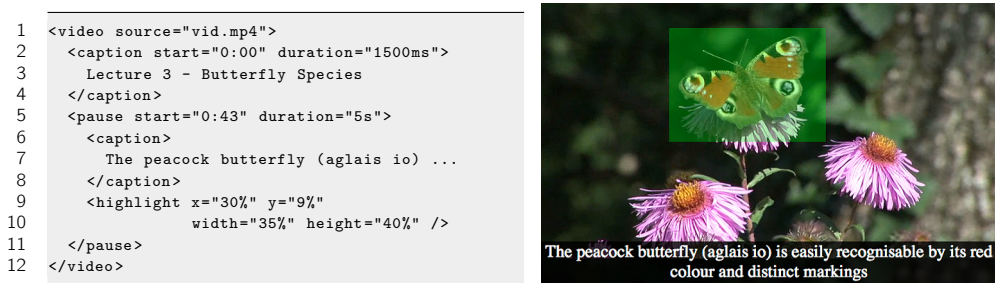 1 <video source="vid.mp4">
2 <caption start="0:00" duration="1500ms">
3 Lecture 3 - Butterfly Species
4 </caption>
5 <pause start="0:43" duration="5s">
6 <caption>
7 The peacock butterfly (aglais io) ...
8 </caption>
9 <highlight x="30%" y="9%"
10 width="35%" height="40%" />
11 </pause>
12 </video>
The peacock butterfly (aglais io) is easily recognisable by its red
colour and distinct markings